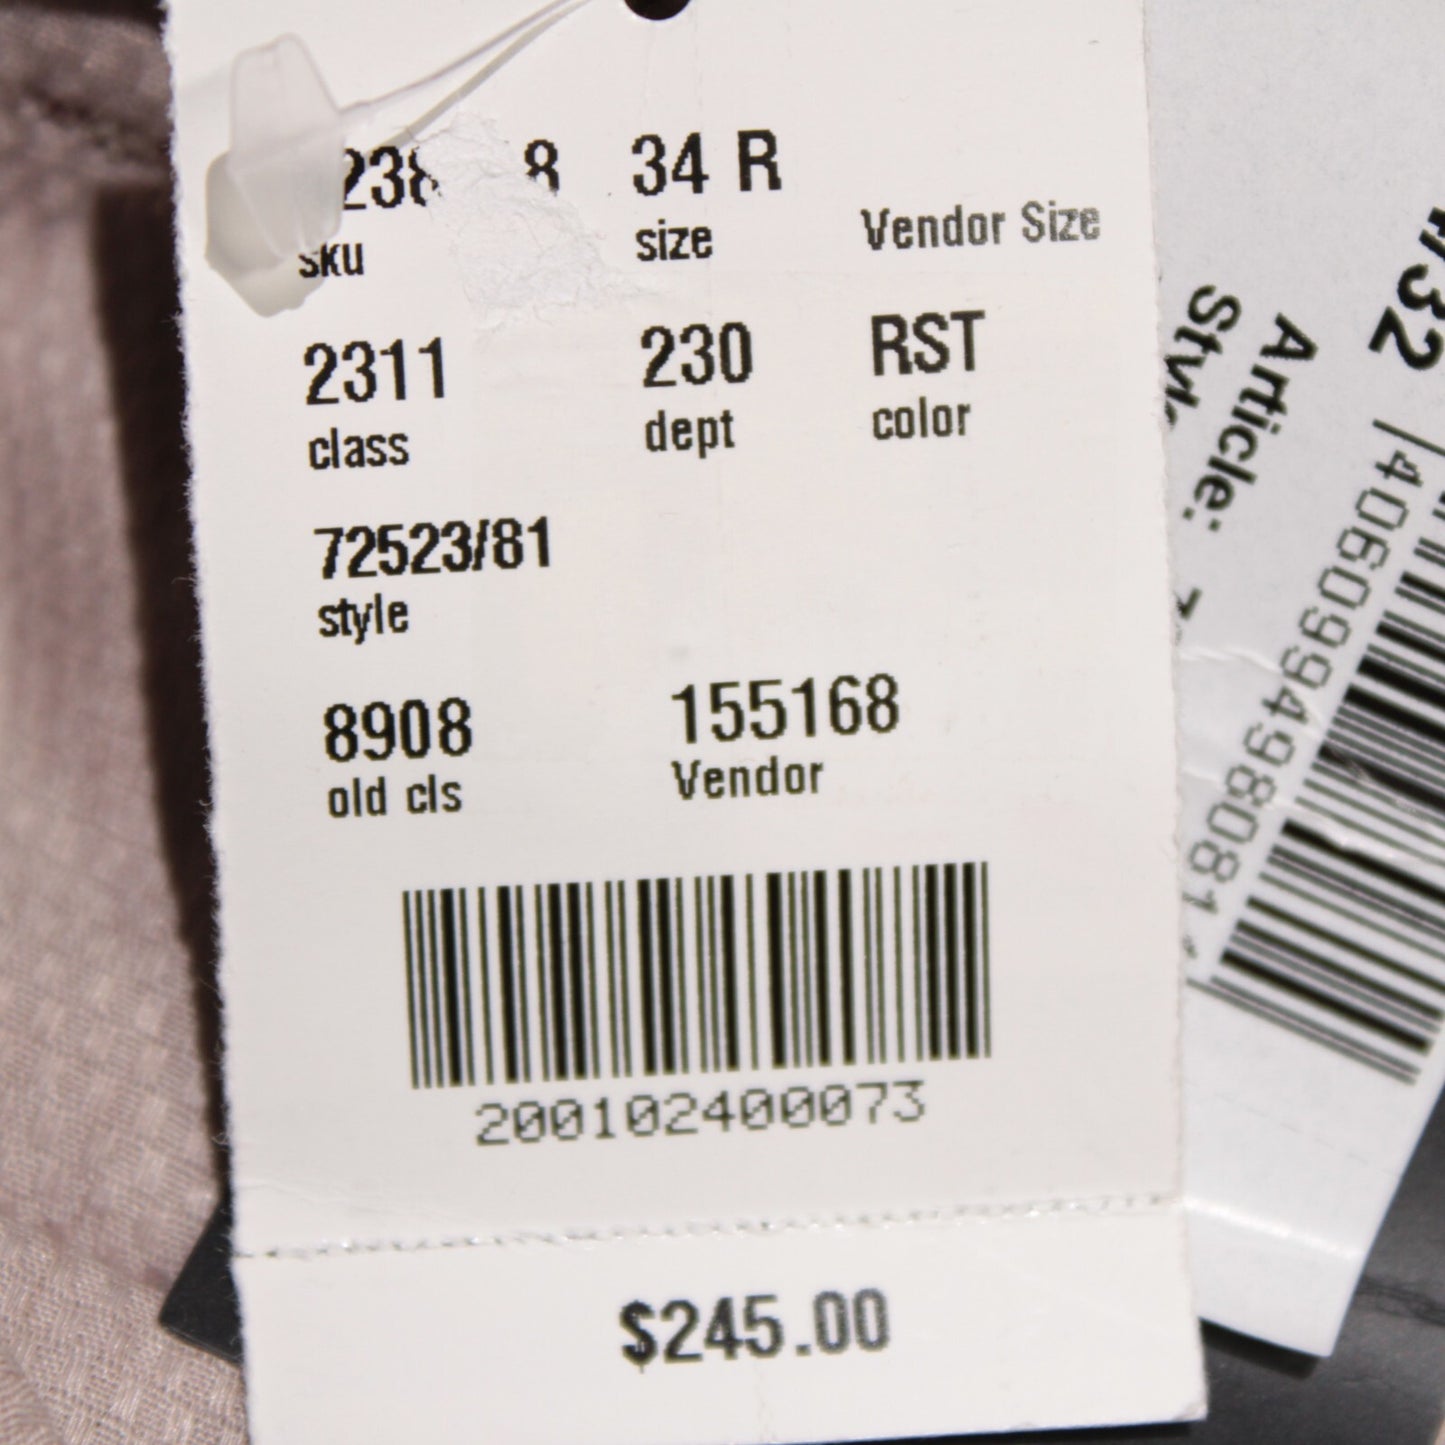 34 R
sku size Vendor Size
2311 230 RST
class dept color
72523/81
style
8908 155168
old cls Vendor
200102400073
$245.00
Article: